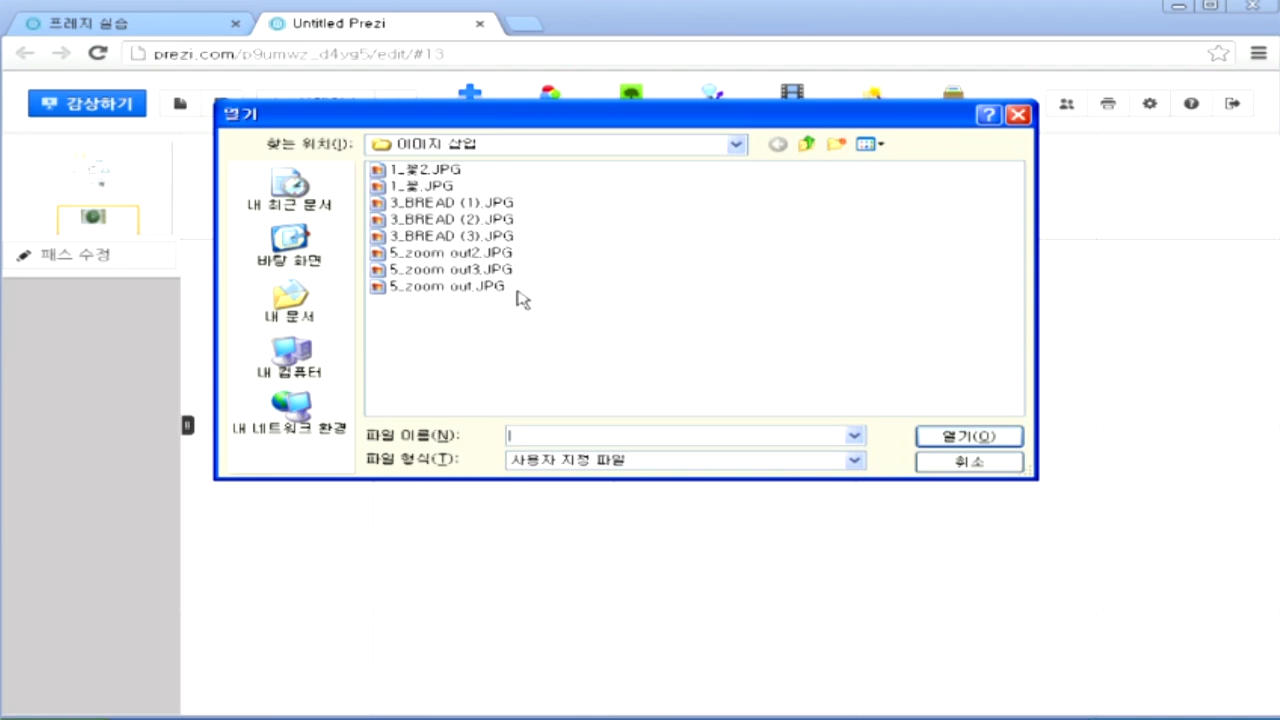 프레지 실습
Untitled Prezi
prezi.com/p9umwz_d4yg5/edit/#13
감상하기
열기
찾는 위치(I):
이미지 삽입
1_꽃2.JPG
1_꽃.JPG
3_BREAD (1).JPG
3_BREAD (2).JPG
3_BREAD (3).JPG
5_zoom out2.JPG
5_zoom out3.JPG
5_zoom out.JPG
내 최근 문서
바탕 화면
내 문서
내 컴퓨터
내 네트워크 환경
패스 수정
파일 이름(N):
열기(O)
파일 형식(T):
사용자 지정 파일
취소